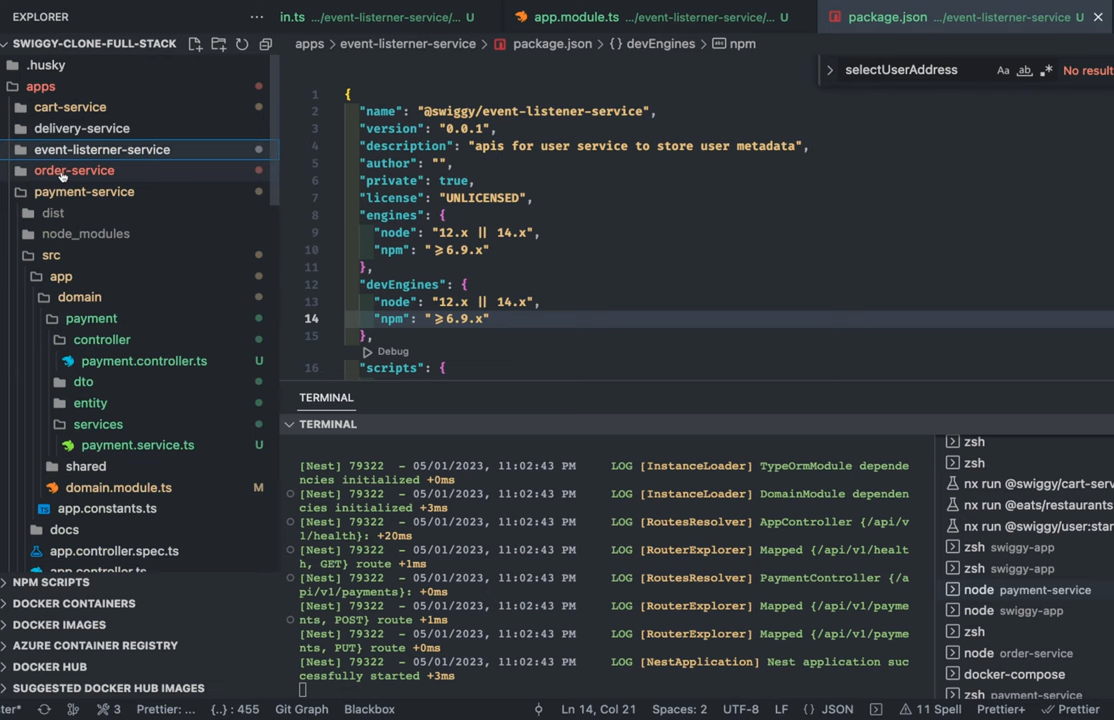 EXPLORER
SWIGGY-CLONE-FULL-STACK
.husky
apps
cart-service
delivery-service
event-listerner-service
order-service
payment-service
dist
node_modules
src
app
domain
payment
controller
payment.controller.ts U
dto
entity
services
payment.service.ts U
shared
domain.module.ts M
app.constants.ts
docs
app.controller.spec.ts
app.controller.ts
NPM SCRIPTS
DOCKER CONTAINERS
DOCKER IMAGES
AZURE CONTAINER REGISTRY
DOCKER HUB
SUGGESTED DOCKER HUB IMAGES
in.ts .../event-listerner-service/... U
app.module.ts .../event-listerner-service/... U
package.json .../event-listerner-service U
apps > event-listerner-service > package.json > {} devEngines > npm
selectUserAddress Aa ab No result
1 {
2 "name": "@swiggy/event-listener-service",
3 "version": "0.0.1",
4 "description": "apis for user service to store user metadata",
5 "author": "",
6 "private": true,
7 "license": "UNLICENSED",
8 "engines": {
9 "node": "12.x || 14.x",
10 "npm": "≥6.9.x"
11 },
12 "devEngines": {
13 "node": "12.x || 14.x",
14 "npm": "≥6.9.x"
15 },
Debug
16 "scripts": {
TERMINAL
TERMINAL
[Nest] 79322 - 05/01/2023, 11:02:43 PM LOG [InstanceLoader] TypeOrmModule depende
ncies initialized +0ms
[Nest] 79322 - 05/01/2023, 11:02:43 PM LOG [InstanceLoader] DomainModule dependen
cies initialized +3ms
[Nest] 79322 - 05/01/2023, 11:02:43 PM LOG [RoutesResolver] AppController {/api/v
1/health}: +20ms
[Nest] 79322 - 05/01/2023, 11:02:43 PM LOG [RouterExplorer] Mapped {/api/v1/healt
h, GET} route +1ms
[Nest] 79322 - 05/01/2023, 11:02:43 PM LOG [RoutesResolver] PaymentController {/a
pi/v1/payments}: +0ms
[Nest] 79322 - 05/01/2023, 11:02:43 PM LOG [RouterExplorer] Mapped {/api/v1/payme
nts, POST} route +1ms
[Nest] 79322 - 05/01/2023, 11:02:43 PM LOG [RouterExplorer] Mapped {/api/v1/payme
nts, PUT} route +0ms
[Nest] 79322 - 05/01/2023, 11:02:43 PM LOG [NestApplication] Nest application suc
cessfully started +3ms
zsh
zsh
nx run @swiggy/cart-serv
nx run @eats/restaurants
nx run @swiggy/user:star
zsh swiggy-app
zsh swiggy-app
node payment-service
node swiggy-app
zsh
node order-service
docker-compose
zsh payment-service
ter* 3 Prettier: ... {..} : 455 Git Graph Blackbox Ln 14, Col 21 Spaces: 2 UTF-8 LF {} JSON 11 Spell Prettier+ Prettier